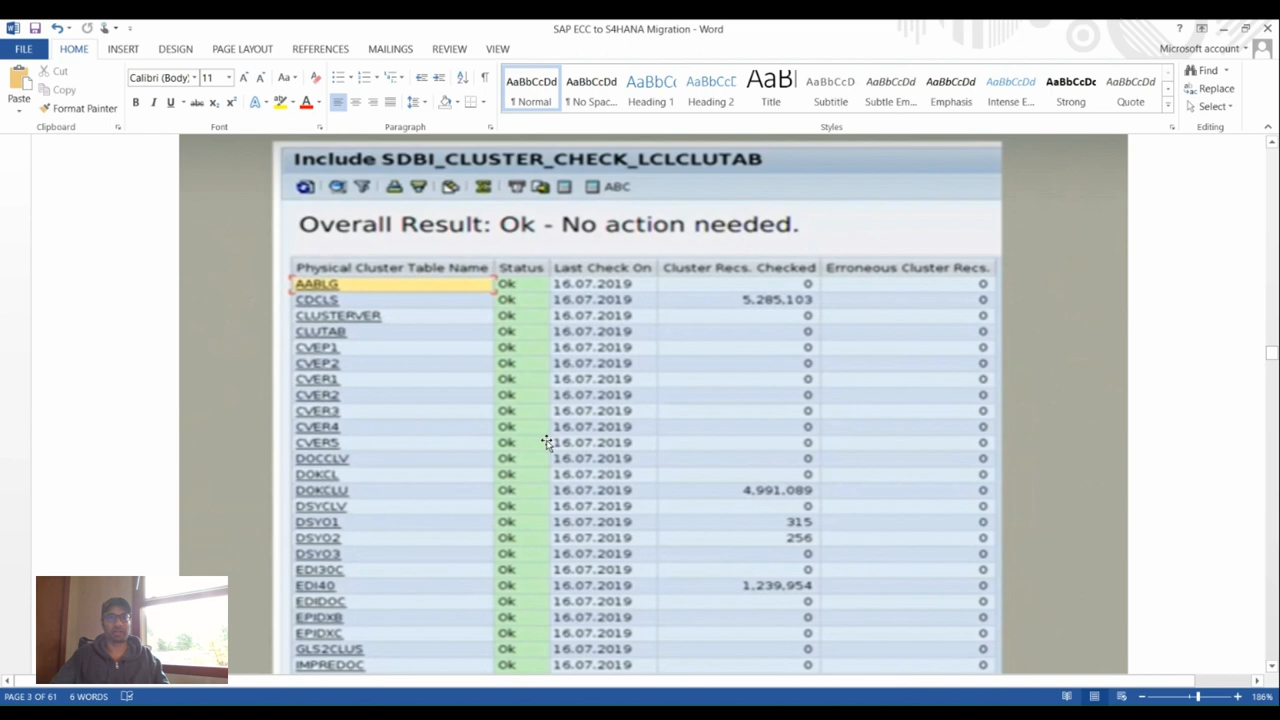 SAP ECC to S4HANA Migration - Word
Microsoft account
FILE HOME INSERT DESIGN PAGE LAYOUT REFERENCES MAILINGS REVIEW VIEW
Paste
Cut
Copy
Format Painter
Calibri (Body) 11
AaBbCcDd AaBbCcDd AaBbCc AaBbCcC AaB AaBbCcC AaBbCcDd AaBbCcDd AaBbCcDd AaBbCcDd AaBbCcDd
¶ Normal ¶ No Spac... Heading 1 Heading 2 Title Subtitle Subtle Em... Emphasis Intense E... Strong Quote
Find
Replace
Select
Clipboard Font Paragraph Styles Editing
Include SDBI_CLUSTER_CHECK_LCLCLUTAB
ABC
Overall Result: Ok - No action needed.
Physical Cluster Table Name Status Last Check On Cluster Recs. Checked Erroneous Cluster Recs.
AABLG Ok 16.07.2019 0 0
CDCLS Ok 16.07.2019 5.285.103 0
CLUSTERVER Ok 16.07.2019 0 0
CLUTAB Ok 16.07.2019 0 0
CVEP1 Ok 16.07.2019 0 0
CVEP2 Ok 16.07.2019 0 0
CVER1 Ok 16.07.2019 0 0
CVER2 Ok 16.07.2019 0 0
CVER3 Ok 16.07.2019 0 0
CVER4 Ok 16.07.2019 0 0
CVER5 Ok 16.07.2019 0 0
DOCCLV Ok 16.07.2019 0 0
DOKCL Ok 16.07.2019 0 0
DOKCLU Ok 16.07.2019 4.991.089 0
DSYCLV Ok 16.07.2019 0 0
DSYO1 Ok 16.07.2019 315 0
DSYO2 Ok 16.07.2019 256 0
DSYO3 Ok 16.07.2019 0 0
EDI30C Ok 16.07.2019 0 0
EDI40 Ok 16.07.2019 1.239.954 0
EDIDOC Ok 16.07.2019 0 0
EPIDXB Ok 16.07.2019 0 0
EPIDXC Ok 16.07.2019 0 0
GLS2CLUS Ok 16.07.2019 0 0
IMPREDOC Ok 16.07.2019 0 0
PAGE 3 OF 61 6 WORDS
186%